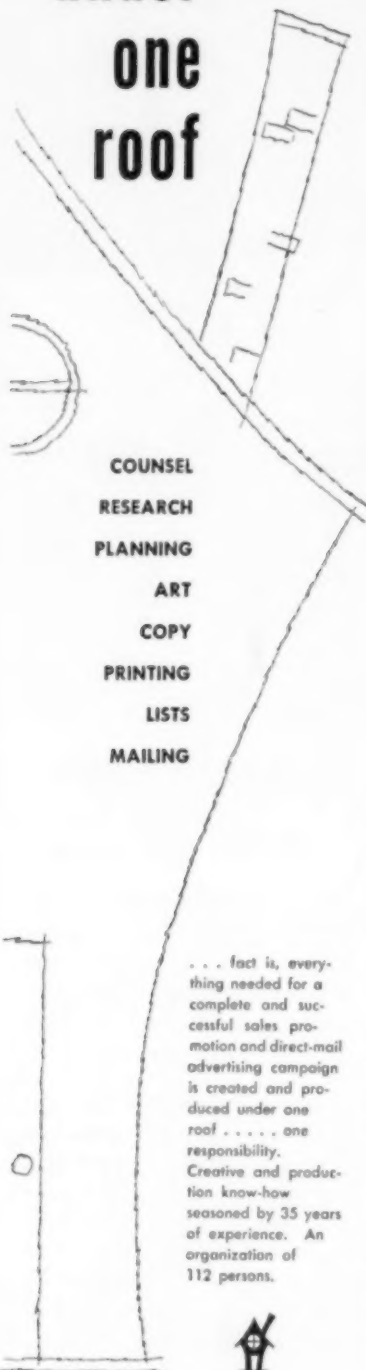 one
roof
COUNSEL
RESEARCH
PLANNING
ART
COPY
PRINTING
LISTS
MAILING
. . . fact is, every-
thing needed for a
complete and suc-
cessful sales pro-
motion and direct-mail
advertising campaign
is created and pro-
duced under one
roof . . . . . one
responsibility.
Creative and produc-
tion know-how
seasoned by 35 years
of experience. An
organization of
112 persons.